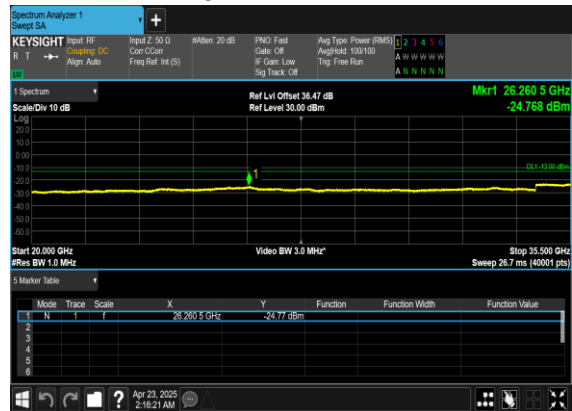 Spectrum Analyzer 1
Swept SA
+
KEYSIGHT
R T
LW
Input: RF
Coupling: DC
Align: Auto
Input Z: 50 Ω
Corr CCorr
Freq Ref: Int (S)
#Atten: 20 dB
PNO: Fast
Gate: Off
IF Gain: Low
Sig Track: Off
Avg Type: Power (RMS)
Avg|Hold: 100/100
Trig: Free Run
1 2 3 4 5 6
A W W W W W
A N N N N N
1 Spectrum
Scale/Div 10 dB
Ref Lvl Offset 36.47 dB
Ref Level 30.00 dBm
Mkr1 26.260 5 GHz
-24.768 dBm
Log
20.0
10.0
0.00
-10.0
-20.0
-30.0
-40.0
-50.0
-60.0
1
DL1 -13.00 dBm
Start 20.000 GHz
#Res BW 1.0 MHz
Video BW 3.0 MHz*
Stop 35.500 GHz
Sweep 26.7 ms (40001 pts)
5 Marker Table
Mode Trace Scale X Y Function Function Width Function Value
1 N 1 f 26.260 5 GHz -24.77 dBm
2
3
4
5
6
?
Apr 23, 2025
2:16:21 AM